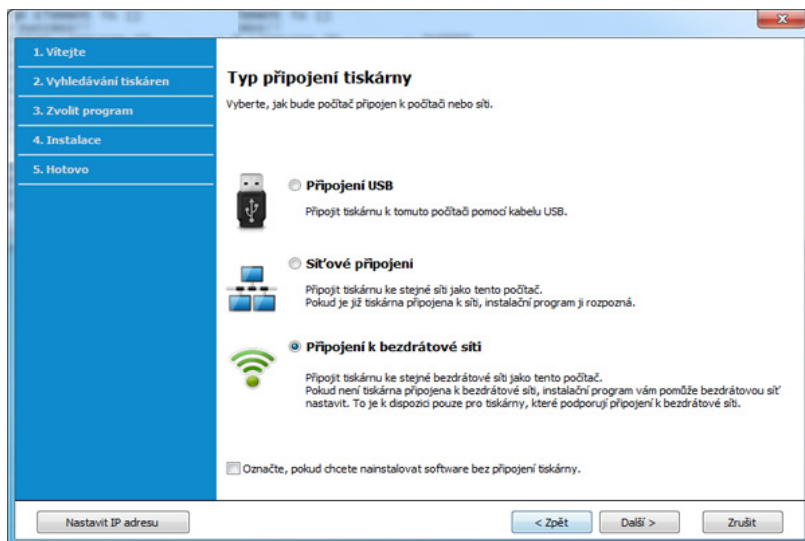 1. Vítejte
2. Vyhledávání tiskáren
3. Zvolit program
4. Instalace
5. Hotovo
Typ připojení tiskárny
Vyberte, jak bude počítač připojen k počítači nebo síti.
Připojení USB
Připojit tiskárnu k tomuto počítači pomocí kabelu USB.
Síťové připojení
Připojit tiskárnu ke stejné síti jako tento počítač.
Pokud je již tiskárna připojena k síti, instalační program ji rozpozná.
Připojení k bezdrátové síti
Připojit tiskárnu ke stejné bezdrátové síti jako tento počítač.
Pokud není tiskárna připojena k bezdrátové síti, instalační program vám pomůže bezdrátovou síť
nastavit. To je k dispozici pouze pro tiskárny, které podporují připojení k bezdrátové síti.
Označte, pokud chcete nainstalovat software bez připojení tiskárny.
Nastavit IP adresu
< Zpět
Další >
Zrušit